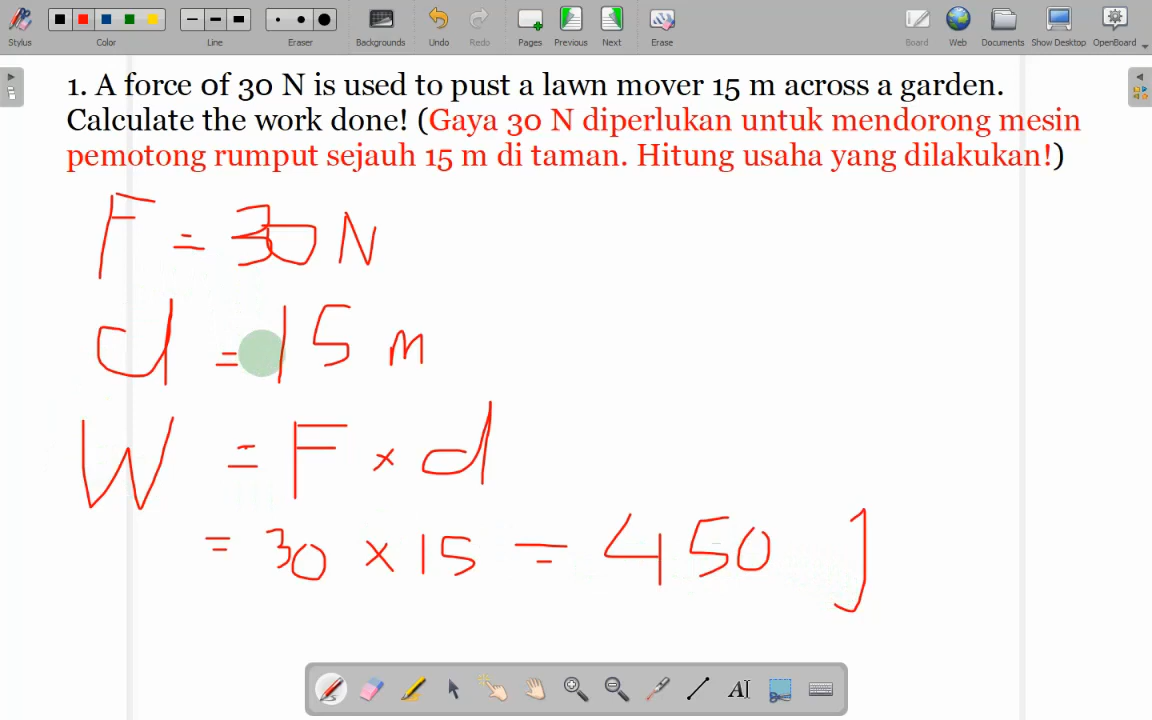 Stylus Color Line Eraser Backgrounds Undo Redo Pages Previous Next Erase Board Web Documents Show Desktop OpenBoard
1. A force of 30 N is used to pust a lawn mover 15 m across a garden.
Calculate the work done! (Gaya 30 N diperlukan untuk mendorong mesin
pemotong rumput sejauh 15 m di taman. Hitung usaha yang dilakukan!)
F = 30 N
d = 15 m
W = F × d
= 30 × 15 = 450 J
AI